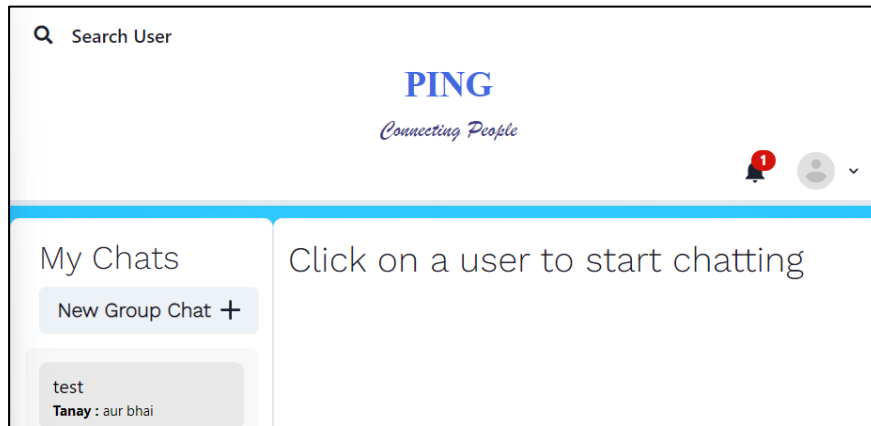 Search User
PING
Connecting People
1
My Chats
New Group Chat +
test
Tanay : aur bhai
Click on a user to start chatting